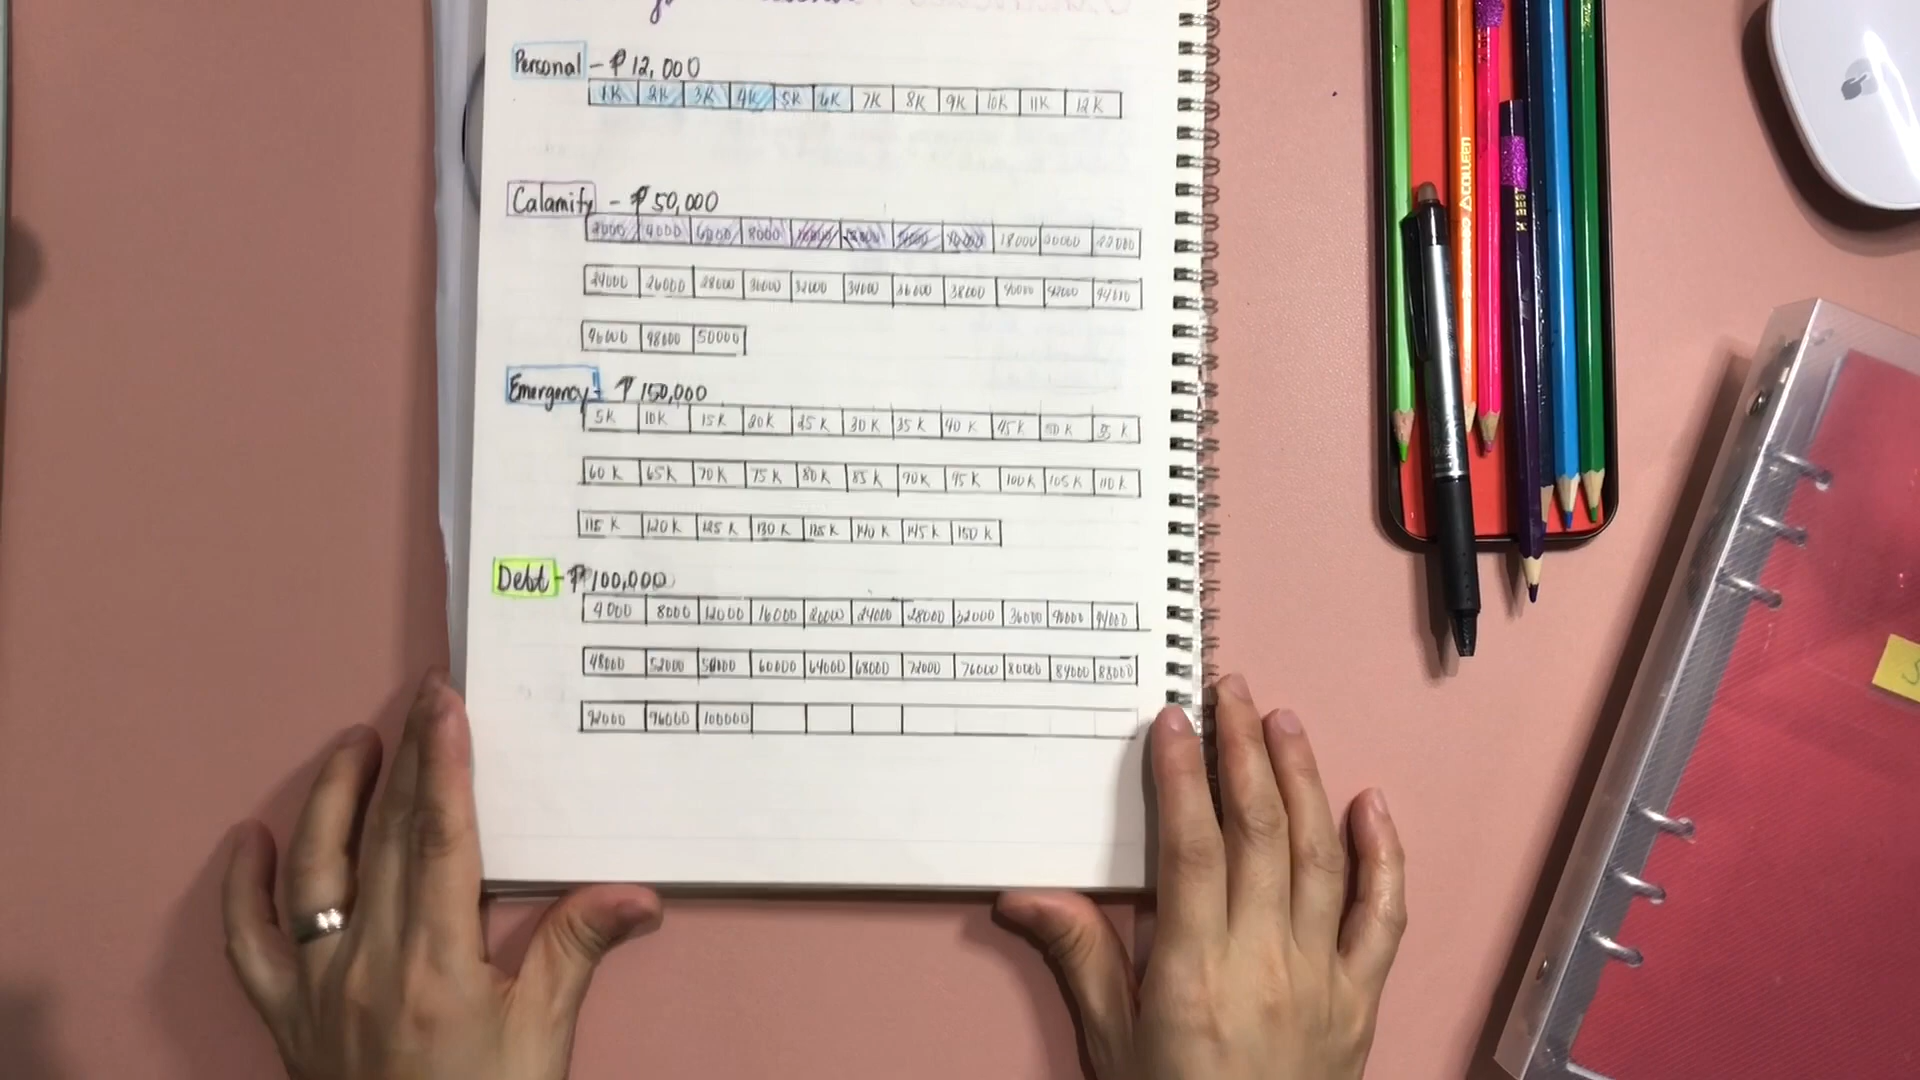 Personal - ₱ 12,000
1K 2K 3K 4K 5K 6K 7K 8K 9K 10K 11K 12K
Calamity - ₱ 50,000
2000 4000 6000 8000 10000 12000 14000 16000 18000 20000 22000
24000 26000 28000 30000 32000 34000 36000 38000 40000 42000 44000
46000 48000 50000
Emergency - ₱ 150,000
5K 10K 15K 20K 25K 30K 35K 40K 45K 50K 55K
60K 65K 70K 75K 80K 85K 90K 95K 100K 105K 110K
115K 120K 125K 130K 135K 140K 145K 150K
Debt - ₱ 100,000
4000 8000 12000 16000 20000 24000 28000 32000 36000 40000 44000
48000 52000 56000 60000 64000 68000 72000 76000 80000 84000 88000
92000 96000 100000
COLLEEN